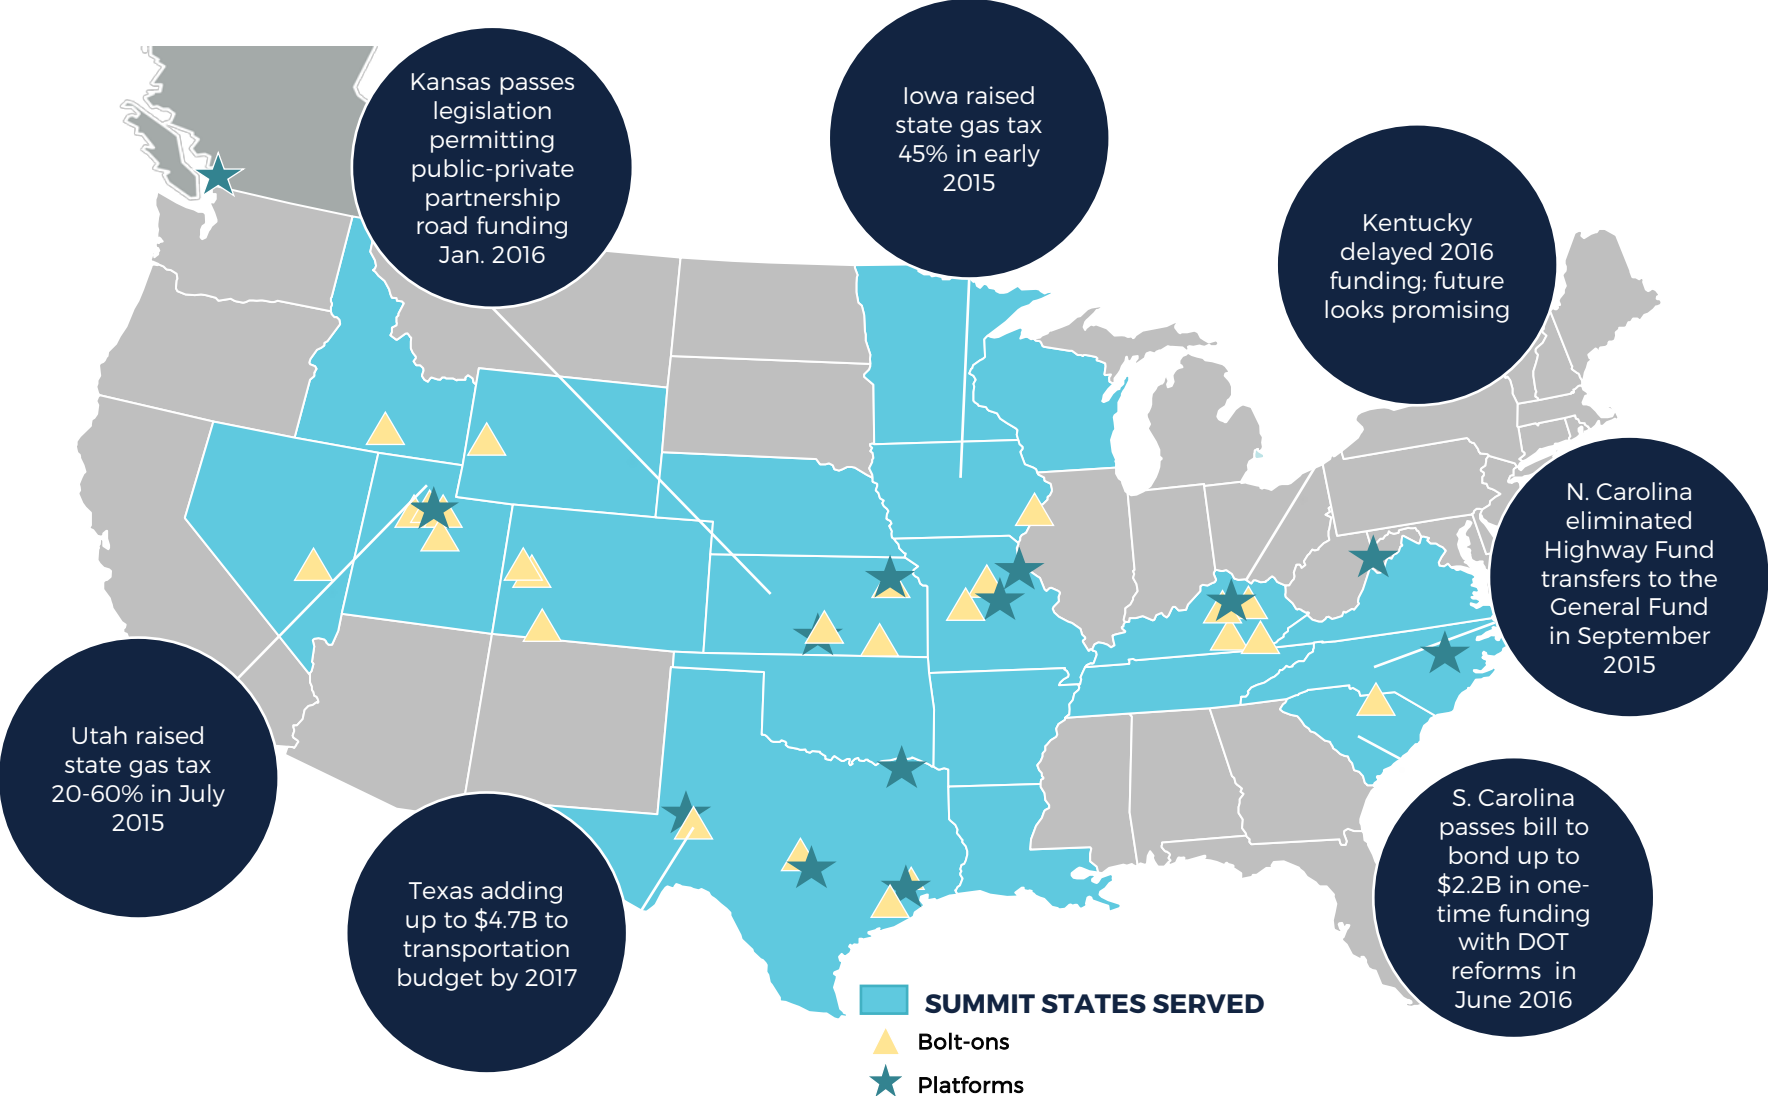 Kansas passes
legislation
permitting
public-private
partnership
road funding
Jan. 2016
Iowa raised
state gas tax
45% in early
2015
Kentucky
delayed 2016
funding; future
looks promising
N. Carolina
eliminated
Highway Fund
transfers to the
General Fund
in September
2015
Utah raised
state gas tax
20-60% in July
2015
Texas adding
up to $4.7B to
transportation
budget by 2017
S. Carolina
passes bill to
bond up to
$2.2B in one-
time funding
with DOT
reforms in
June 2016
SUMMIT STATES SERVED
Bolt-ons
Platforms